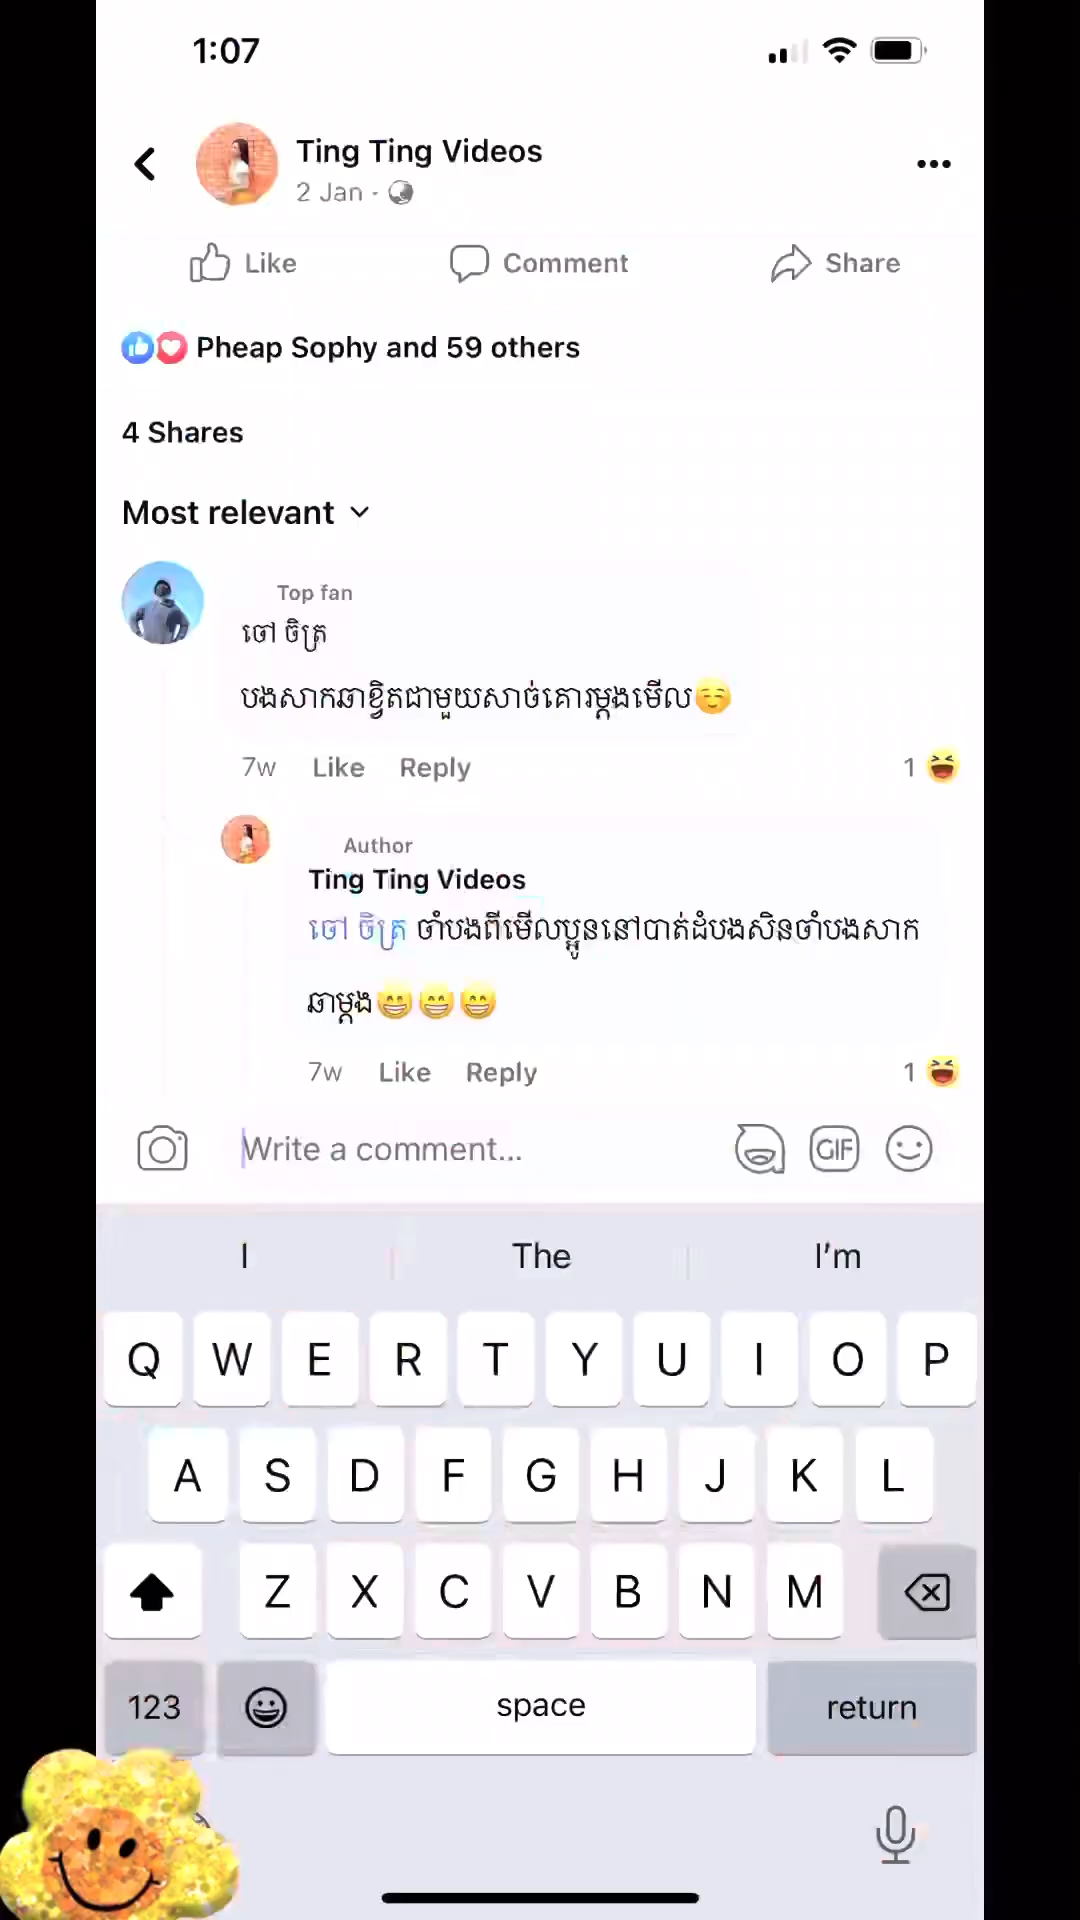 1:07
Ting Ting Videos
2 Jan ·
Like Comment Share
Pheap Sophy and 59 others
4 Shares
Most relevant
Top fan
ចៅ ចិត្រ
បងសាកឆាខ្វិតជាមួយសាច់គោរម្តងមើល☺️
7w Like Reply 1 😆
Author
Ting Ting Videos
ចៅ ចិត្រ ចាំបងពីមើលប្អូននៅបាត់ដំបងសិនចាំបងសាក
ឆាម្តង😁😁😁
7w Like Reply 1 😆
Write a comment...
GIF
I The I'm
Q W E R T Y U I O P
A S D F G H J K L
Z X C V B N M
123 space return